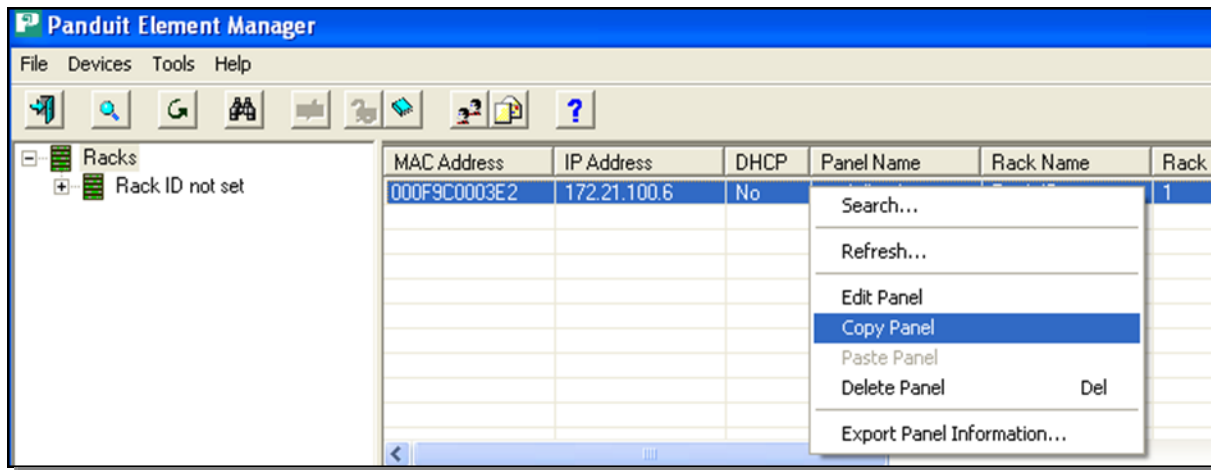 Panduit Element Manager
File Devices Tools Help
Racks
Rack ID not set
MAC Address IP Address DHCP Panel Name Rack Name Rack
000F9C0003E2 172.21.100.6 No 1
Search...
Refresh...
Edit Panel
Copy Panel
Paste Panel
Delete Panel Del
Export Panel Information...